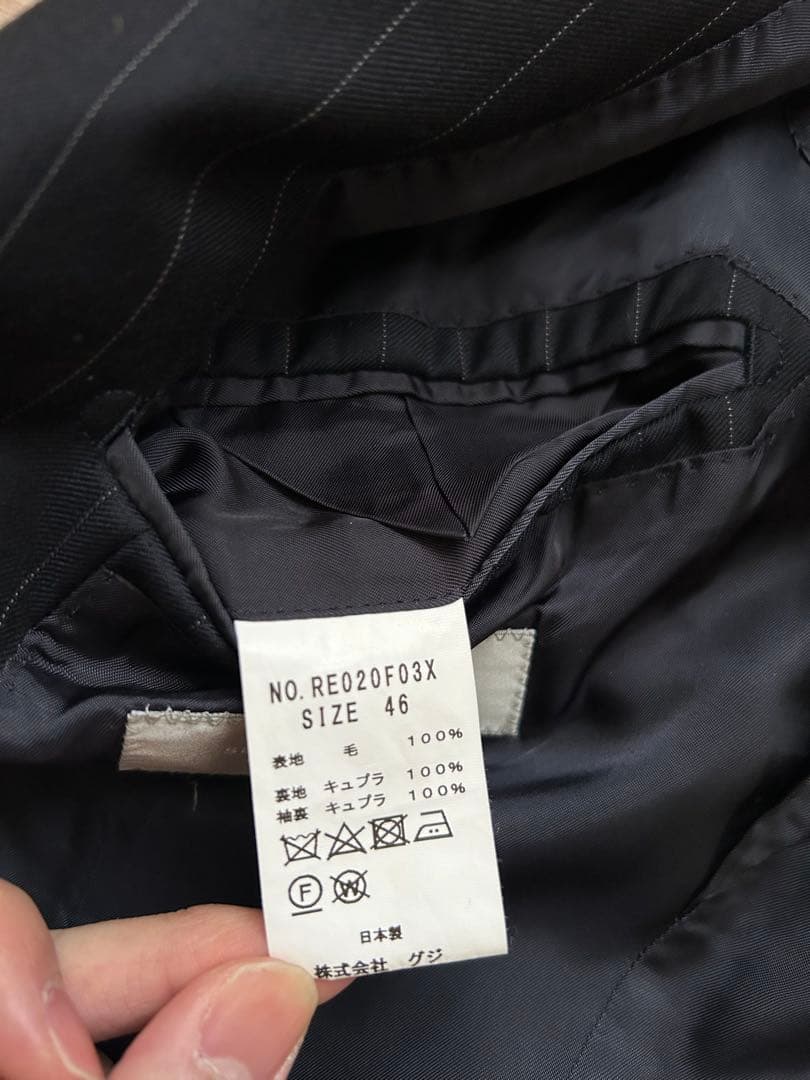 NO. RE020F03X
SIZE 46
表地 毛 100%
裏地 キュプラ 100%
袖裏 キュプラ 100%
F W
日本製
株式会社 グジ